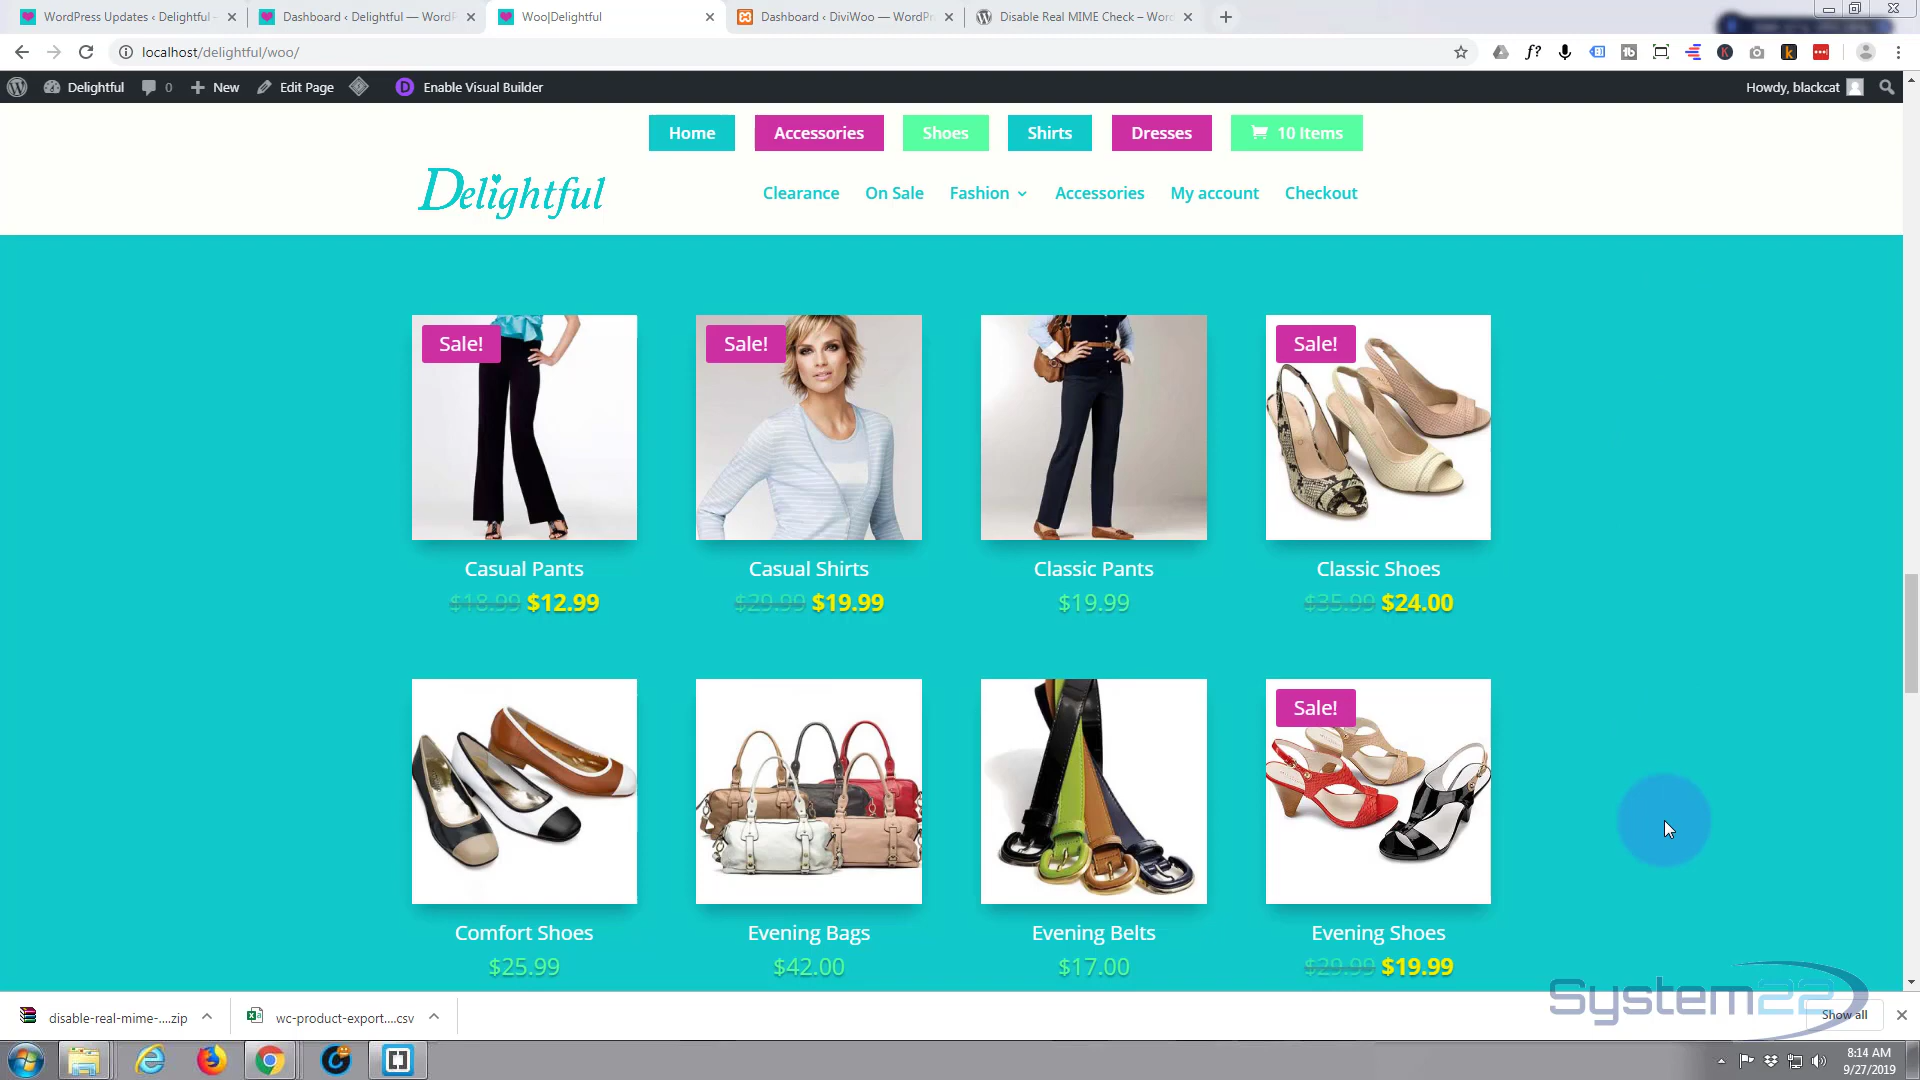 WordPress Updates ‹ Delightful –
Dashboard ‹ Delightful — WordP
Woo|Delightful
Dashboard ‹ DiviWoo — WordPr
Disable Real MIME Check – Word
localhost/delightful/woo/
Delightful
0
New
Edit Page
Enable Visual Builder
Howdy, blackcat
Home
Accessories
Shoes
Shirts
Dresses
10 Items
Delightful
Clearance
On Sale
Fashion
Accessories
My account
Checkout
Sale!
Sale!
Sale!
Casual Pants
Casual Shirts
Classic Pants
Classic Shoes
$18.99 $12.99
$29.99 $19.99
$19.99
$35.99 $24.00
Sale!
Comfort Shoes
Evening Bags
Evening Belts
Evening Shoes
$25.99
$42.00
$17.00
$29.99 $19.99
System22
disable-real-mime-....zip
wc-product-export....csv
Show all
8:14 AM
9/27/2019